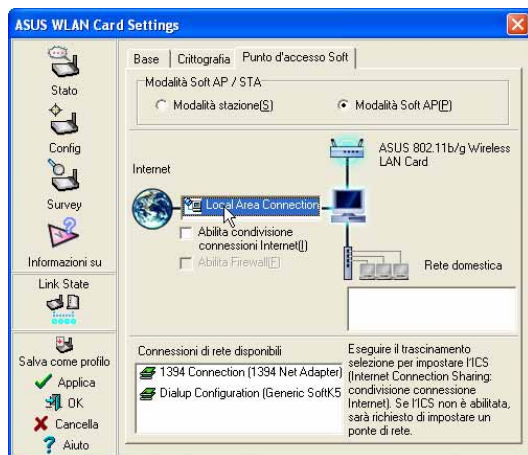 ASUS WLAN Card Settings
Stato
Config
Survey
Informazioni su
Link State
Salva come profilo
Applica
OK
Cancella
Aiuto
Base
Crittografia
Punto d'accesso Soft
Modalità Soft AP / STA
Modalità stazione(S)
Modalità Soft AP(P)
ASUS 802.11b/g Wireless
LAN Card
Internet
Local Area Connection
Abilita condivisione
connessioni Internet(I)
Abilita Firewall(F)
Rete domestica
Connessioni di rete disponibili
1394 Connection (1394 Net Adapter)
Dialup Configuration (Generic SoftK5
Eseguire il trascinamento
selezione per impostare l'ICS
(Internet Connection Sharing:
condivisione connessione
Internet). Se l'ICS non è abilitata,
sarà richiesto di impostare un
ponte di rete.